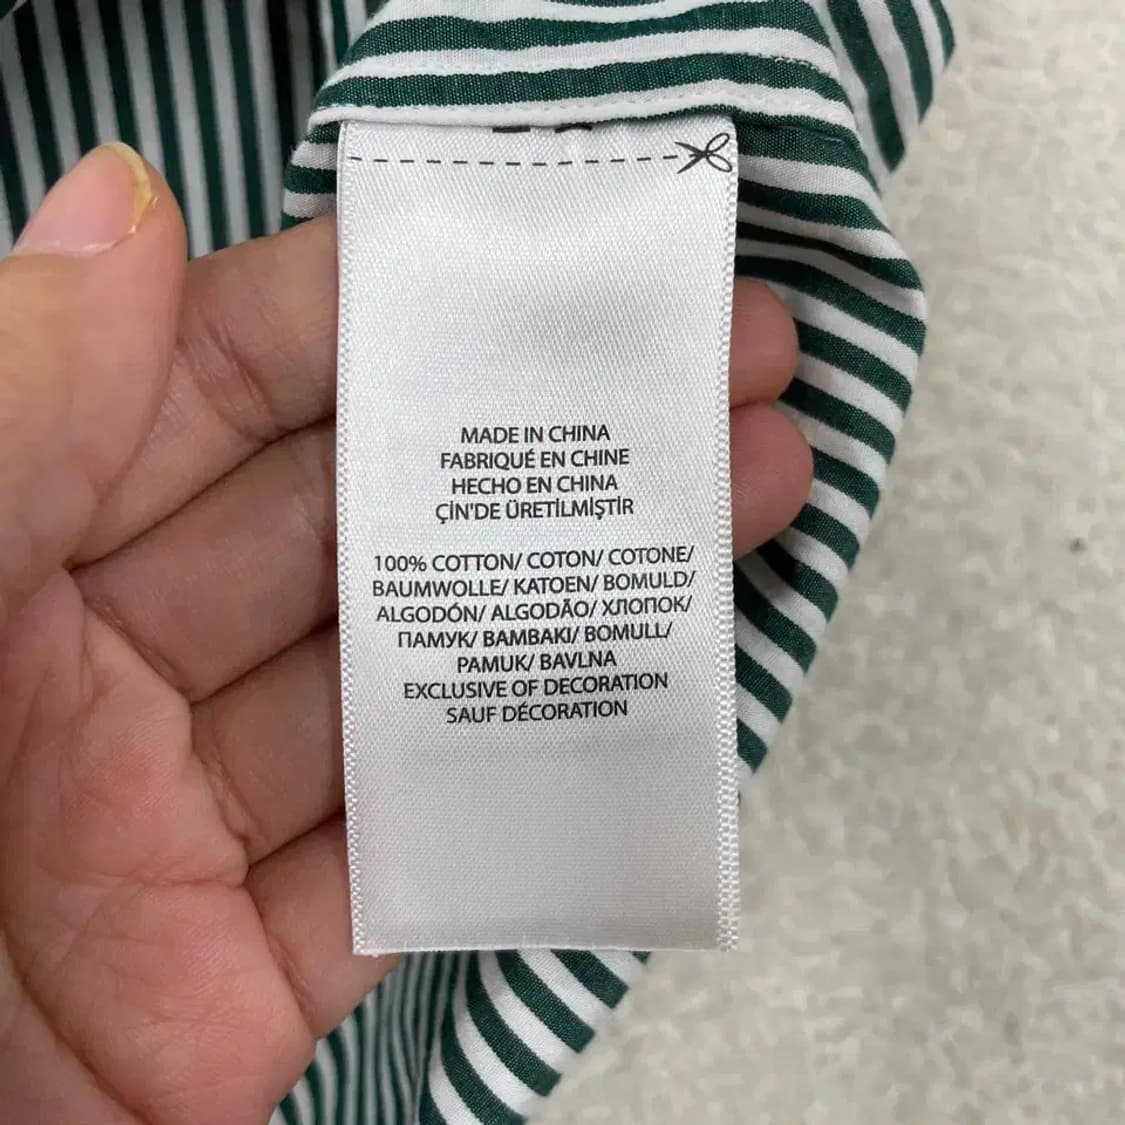 MADE IN CHINA
FABRIQUÉ EN CHINE
HECHO EN CHINA
ÇİN'DE ÜRETİLMİŞTİR
100% COTTON/ COTON/ COTONE/
BAUMWOLLE/ KATOEN/ BOMULD/
ALGODÓN/ ALGODÃO/ ХЛОПОК/
ПАМУК/ BAMBAKI/ BOMULL/
PAMUK/ BAVLNA
EXCLUSIVE OF DECORATION
SAUF DÉCORATION